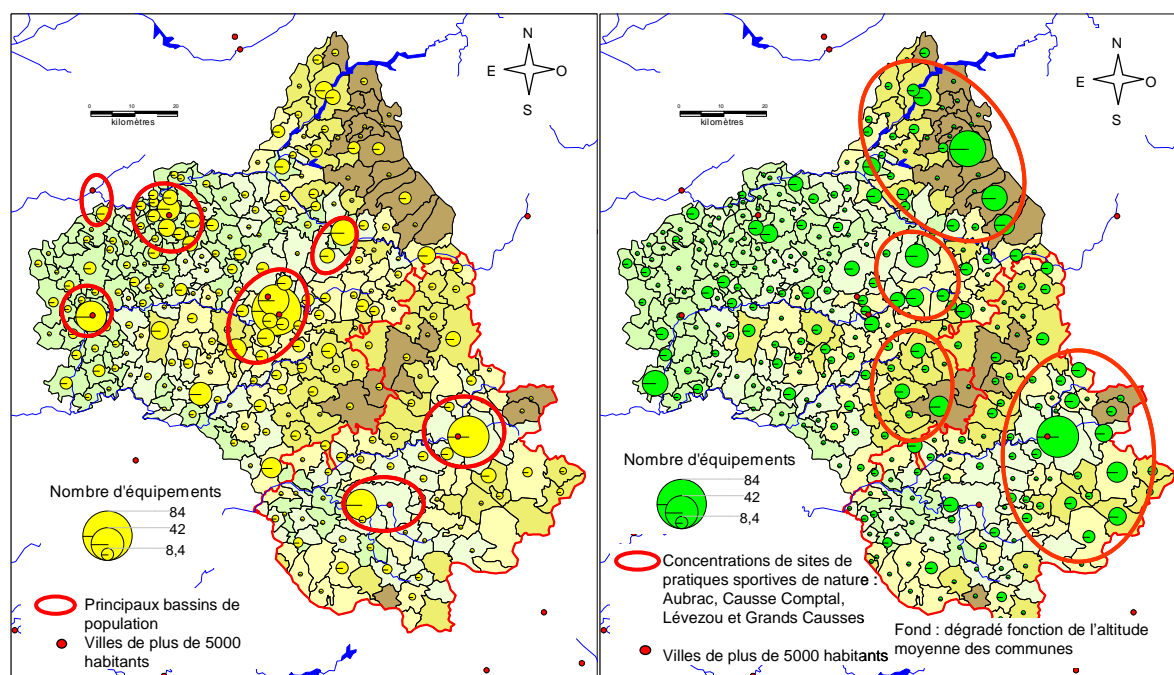 N
E
O
S
0
10
20
kilomètres
Nombre d'équipements
84
42
8,4
Principaux bassins de
population
Villes de plus de 5000
habitants
N
E
O
S
0
10
20
kilomètres
Nombre d'équipements
84
42
8,4
Concentrations de sites de
pratiques sportives de nature :
Aubrac, Causse Comptal,
Lévezou et Grands Causses
Villes de plus de 5000 habitants
Fond : dégradé fonction de l'altitude
moyenne des communes